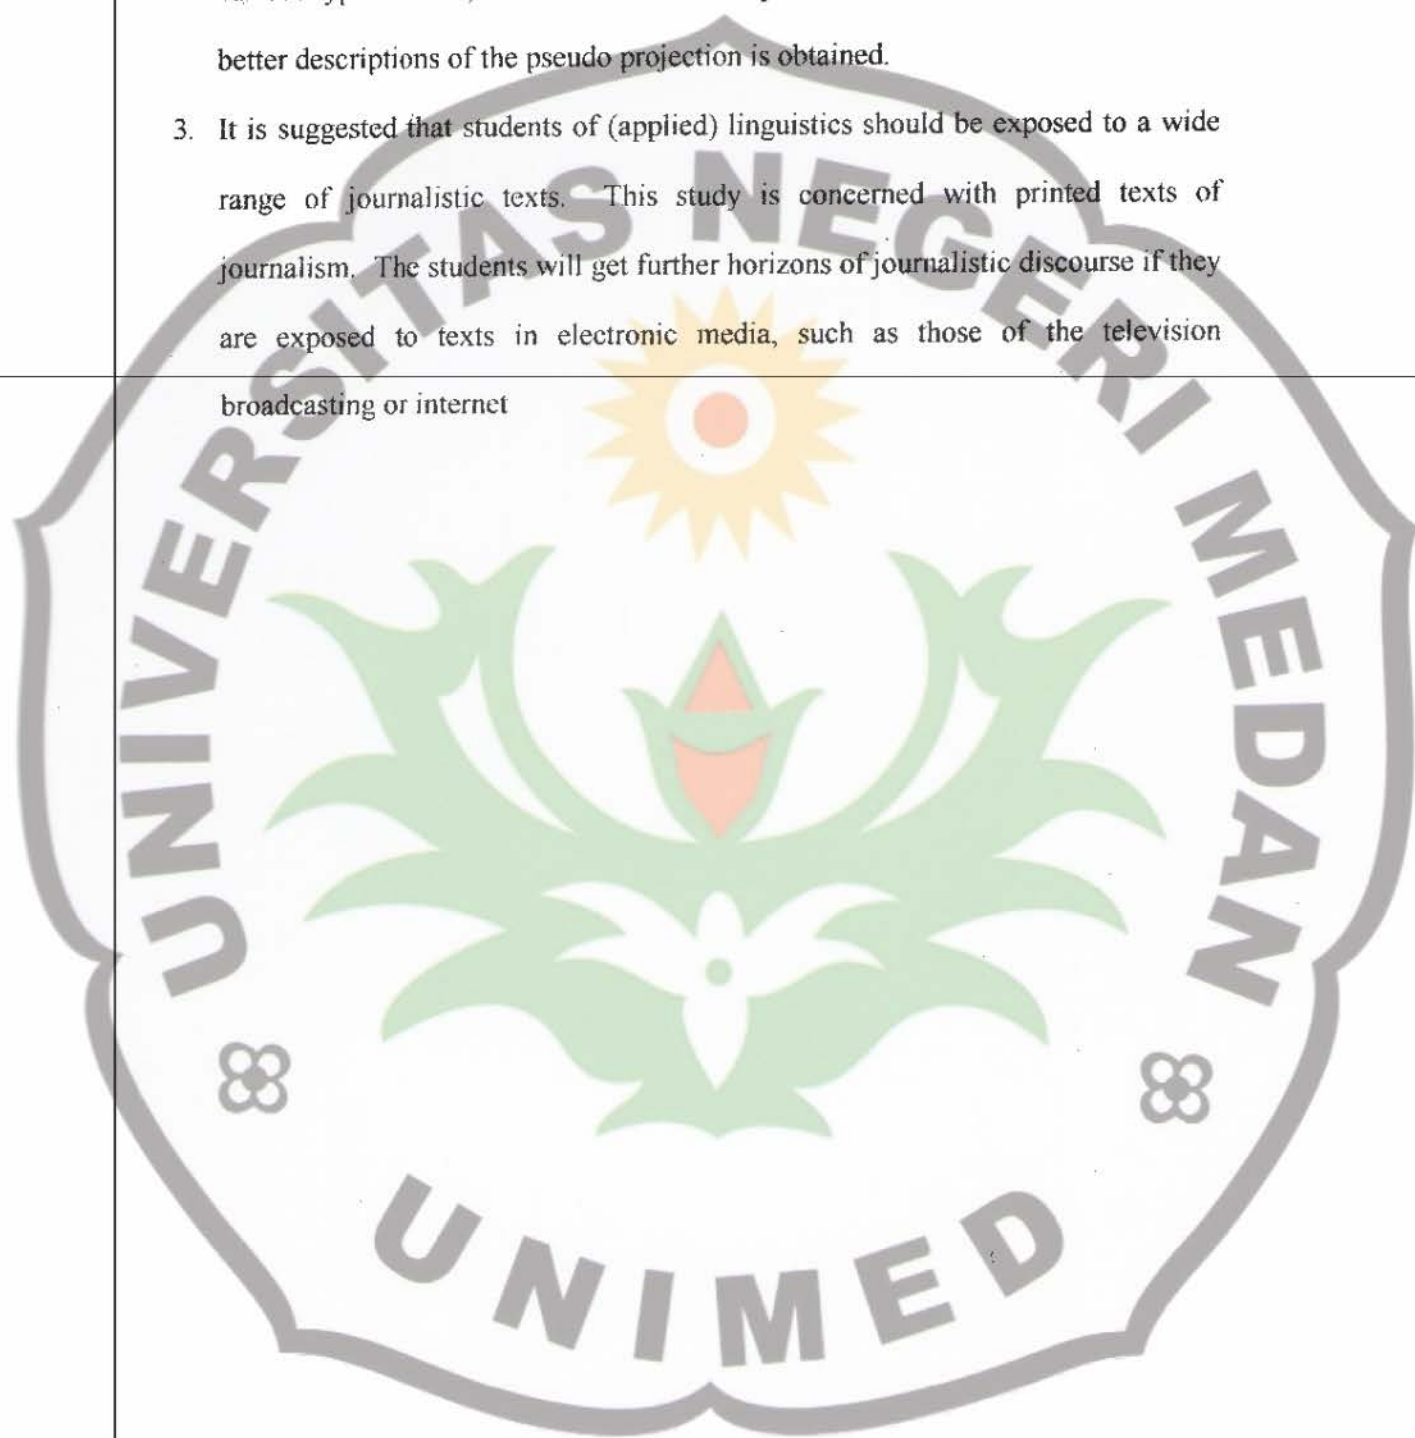 better descriptions of the pseudo projection is obtained.
3. It is suggested that students of (applied) linguistics should be exposed to a wide
range of journalistic texts. This study is concerned with printed texts of
journalism. The students will get further horizons of journalistic discourse if they
are exposed to texts in electronic media, such as those of the television
broadcasting or internet
UNIVERSITAS NEGERI MEDAN
UNIMED